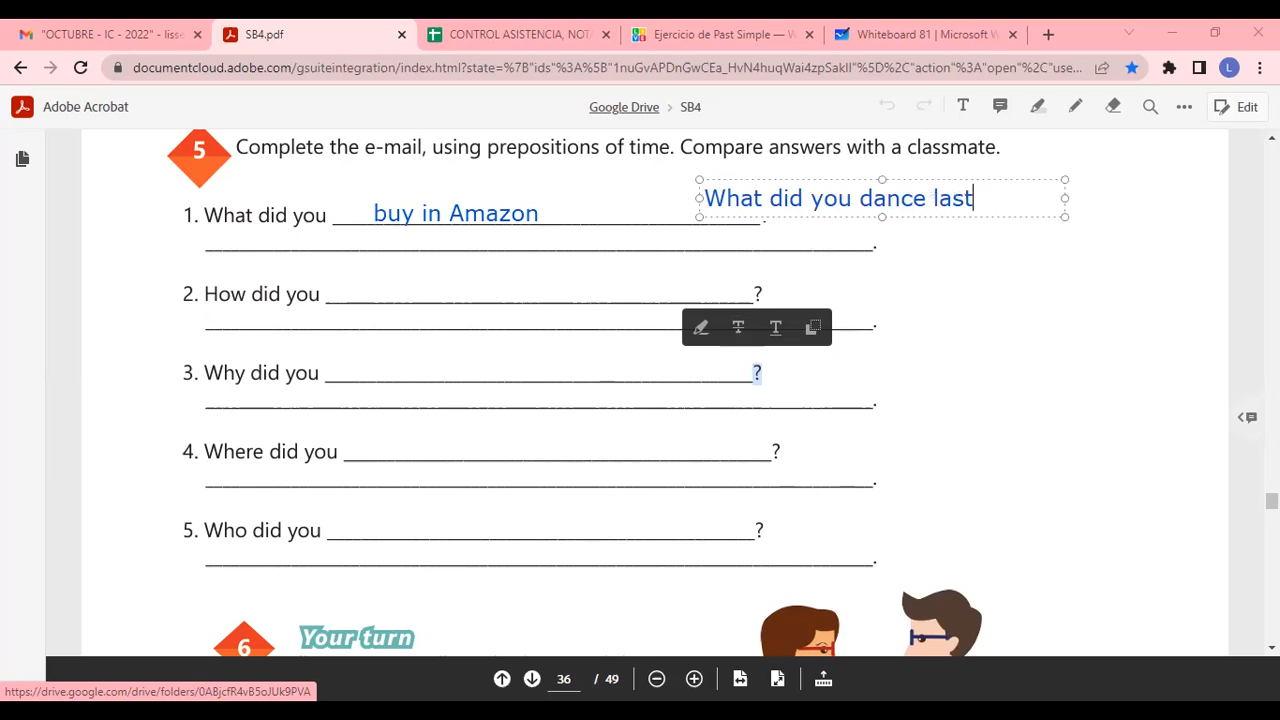 "OCTUBRE - IC - 2022" - lisse
SB4.pdf
CONTROL ASISTENCIA, NOTA
Ejercicio de Past Simple — W
Whiteboard 81 | Microsoft W
documentcloud.adobe.com/gsuiteintegration/index.html?state=%7B"ids"%3A%5B"1nuGvAPDnGwCEa_HvN4huqWai4zpSakIl"%5D%2C"action"%3A"open"%2C"use...
L
Adobe Acrobat
Google Drive › SB4
Edit
5 Complete the e-mail, using prepositions of time. Compare answers with a classmate.
What did you dance last
1. What did you buy in Amazon .
.
2. How did you ?
.
3. Why did you ?
.
4. Where did you ?
.
5. Who did you ?
.
6 Your turn
36 / 49
https://drive.google.com/drive/folders/0ABjcfR4vB5oJUk9PVA